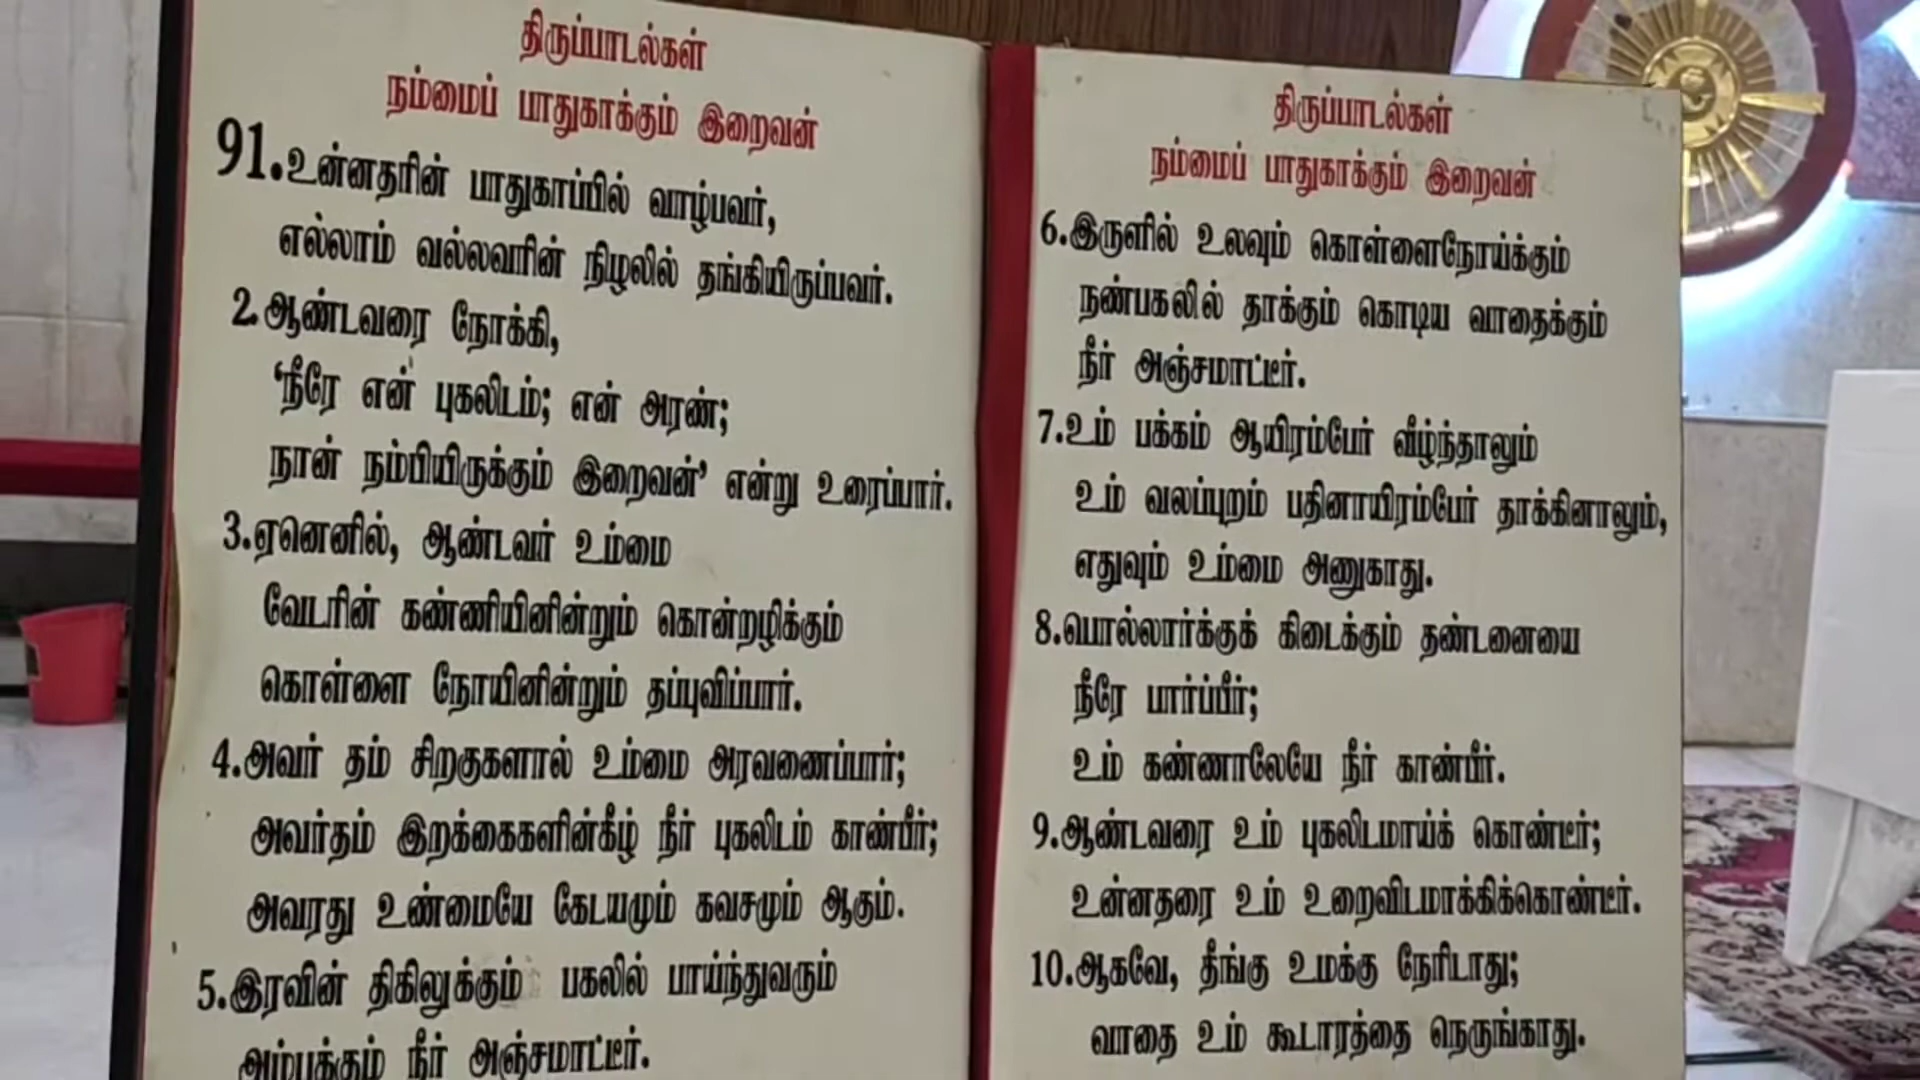 திருப்பாடல்கள்
நம்மைப் பாதுகாக்கும் இறைவன்
91.உன்னதரின் பாதுகாப்பில் வாழ்பவர்,
எல்லாம் வல்லவரின் நிழலில் தங்கியிருப்பவர்.
2.ஆண்டவரை நோக்கி,
‘நீரே என் புகலிடம்; என் அரண்;
நான் நம்பியிருக்கும் இறைவன்’ என்று உரைப்பார்.
3.ஏனெனில், ஆண்டவர் உம்மை
வேடரின் கண்ணியினின்றும் கொன்றழிக்கும்
கொள்ளை நோயினின்றும் தப்புவிப்பார்.
4.அவர் தம் சிறகுகளால் உம்மை அரவணைப்பார்;
அவர்தம் இறக்கைகளின்கீழ் நீர் புகலிடம் காண்பீர்;
அவரது உண்மையே கேடயமும் கவசமும் ஆகும்.
5.இரவின் திகிலுக்கும் பகலில் பாய்ந்துவரும்
அம்புக்கும் நீர் அஞ்சமாட்டீர்.
திருப்பாடல்கள்
நம்மைப் பாதுகாக்கும் இறைவன்
6.இருளில் உலவும் கொள்ளைநோய்க்கும்
நண்பகலில் தாக்கும் கொடிய வாதைக்கும்
நீர் அஞ்சமாட்டீர்.
7.உம் பக்கம் ஆயிரம்பேர் வீழ்ந்தாலும்
உம் வலப்புறம் பதினாயிரம்பேர் தாக்கினாலும்,
எதுவும் உம்மை அணுகாது.
8.பொல்லார்க்குக் கிடைக்கும் தண்டனையை
நீரே பார்ப்பீர்;
உம் கண்ணாலேயே நீர் காண்பீர்.
9.ஆண்டவரை உம் புகலிடமாய்க் கொண்டீர்;
உன்னதரை உம் உறைவிடமாக்கிக்கொண்டீர்.
10.ஆகவே, தீங்கு உமக்கு நேரிடாது;
வாதை உம் கூடாரத்தை நெருங்காது.